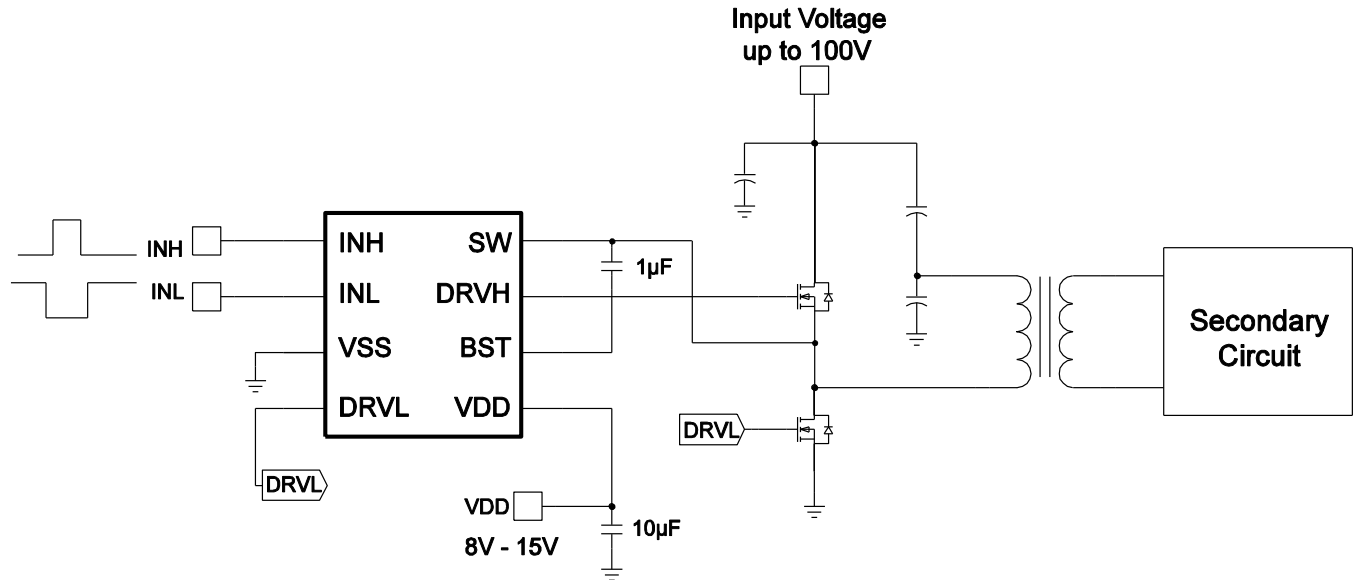 Input Voltage
up to 100V
INH
INL
INH
INL
VSS
DRVL
SW
DRVH
BST
VDD
1µF
DRVL
DRVL
VDD
8V - 15V
10µF
Secondary
Circuit